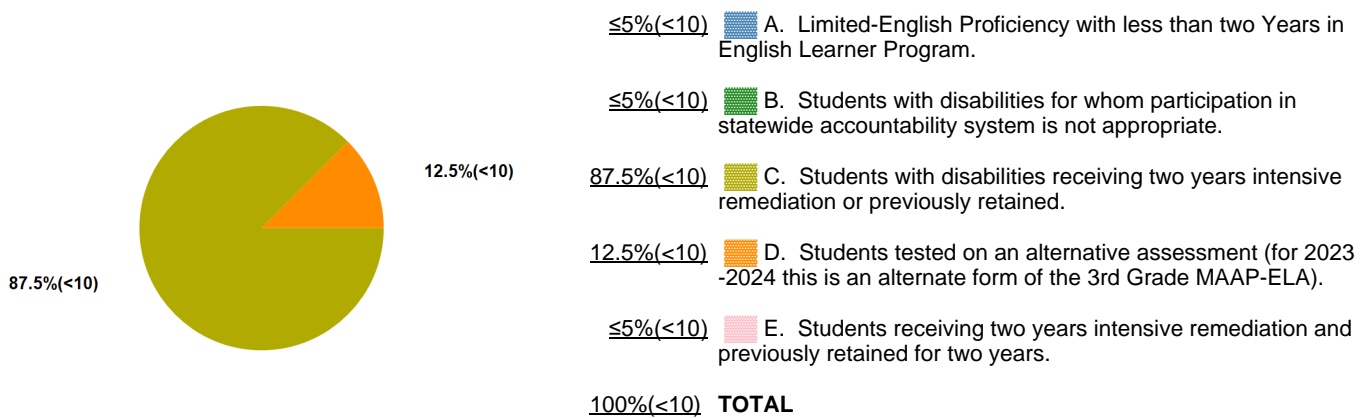 ≤5%(<10) A. Limited-English Proficiency with less than two Years in
English Learner Program.
≤5%(<10) B. Students with disabilities for whom participation in
statewide accountability system is not appropriate.
12.5%(<10)
87.5%(<10) C. Students with disabilities receiving two years intensive
remediation or previously retained.
12.5%(<10) D. Students tested on an alternative assessment (for 2023
-2024 this is an alternate form of the 3rd Grade MAAP-ELA).
87.5%(<10)
≤5%(<10) E. Students receiving two years intensive remediation and
previously retained for two years.
100%(<10) TOTAL